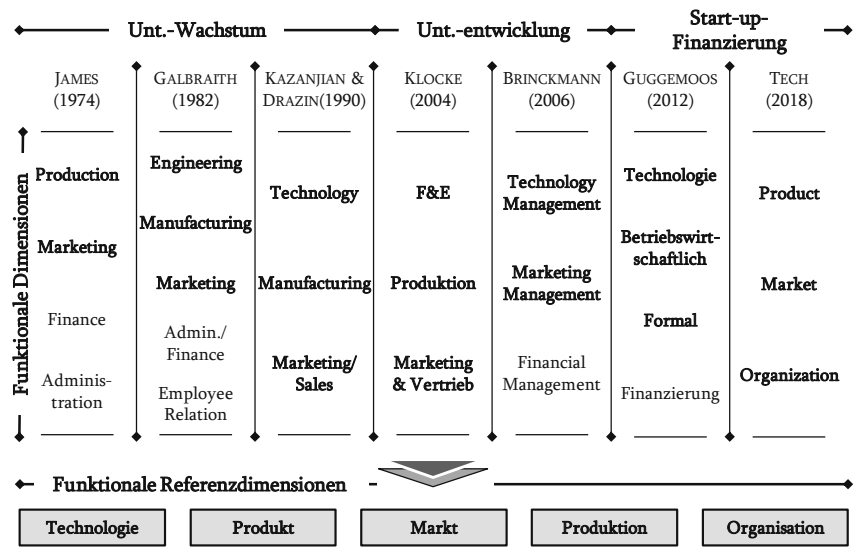 Unt.-Wachstum
Unt.-entwicklung
Start-up-
Finanzierung
JAMES
(1974)
GALBRAITH
(1982)
KAZANJIAN &
DRAZIN(1990)
KLOCKE
(2004)
BRINCKMANN
(2006)
GUGGEMOOS
(2012)
TECH
(2018)
Funktionale Dimensionen
Production
Marketing
Finance
Adminis-
tration
Engineering
Manufacturing
Marketing
Admin./
Finance
Employee
Relation
Technology
Manufacturing
Marketing/
Sales
F&E
Produktion
Marketing
& Vertrieb
Technology
Management
Marketing
Management
Financial
Management
Technologie
Betriebswirt-
schaftlich
Formal
Finanzierung
Product
Market
Organization
Funktionale Referenzdimensionen
Technologie
Produkt
Markt
Produktion
Organisation